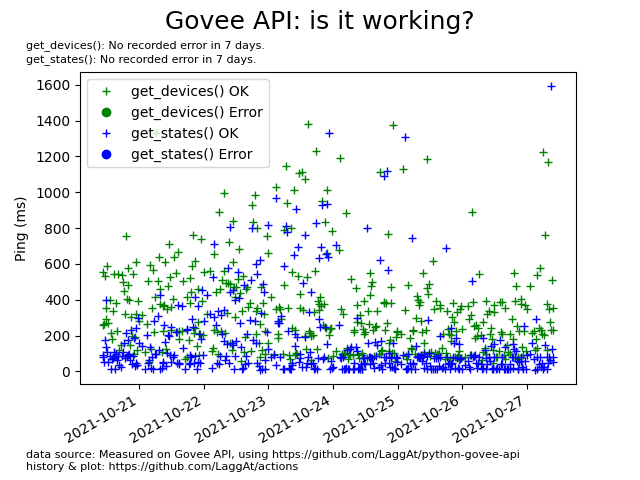 Govee API: is it working?
get_devices(): No recorded error in 7 days.
get_states(): No recorded error in 7 days.
get_devices() OK
get_devices() Error
get_states() OK
get_states() Error
Ping (ms)
1600
1400
1200
1000
800
600
400
200
0
2021-10-21
2021-10-22
2021-10-23
2021-10-24
2021-10-25
2021-10-26
2021-10-27
data source: Measured on Govee API, using https://github.com/LaggAt/python-govee-api
history & plot: https://github.com/LaggAt/actions